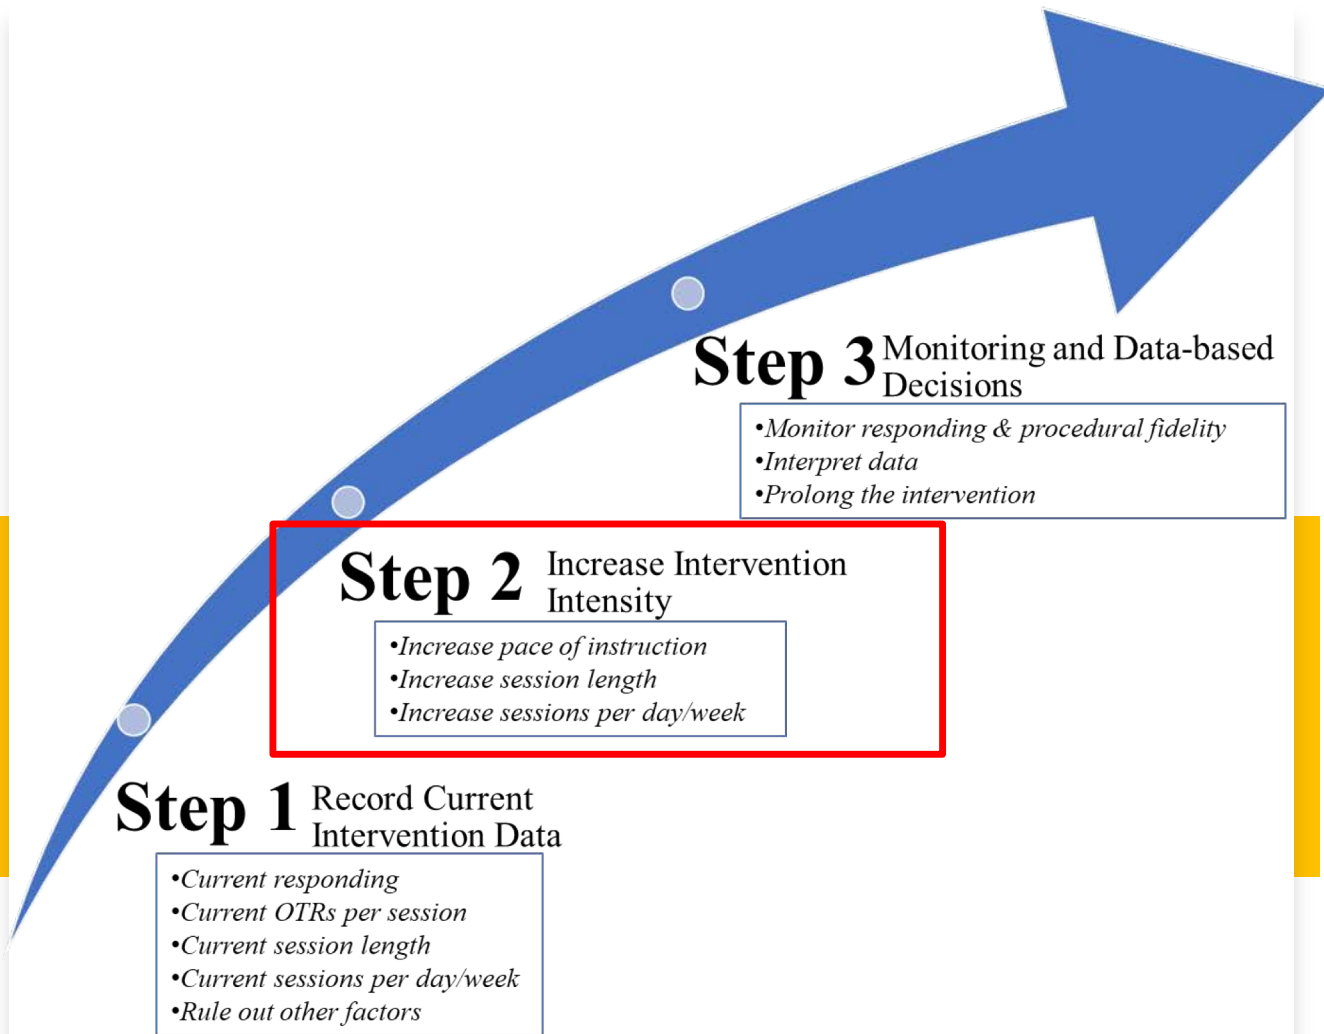 Step 3 Monitoring and Data-based
Decisions
•Monitor responding & procedural fidelity
•Interpret data
•Prolong the intervention
Step 2 Increase Intervention
Intensity
•Increase pace of instruction
•Increase session length
•Increase sessions per day/week
Step 1 Record Current
Intervention Data
•Current responding
•Current OTRs per session
•Current session length
•Current sessions per day/week
•Rule out other factors